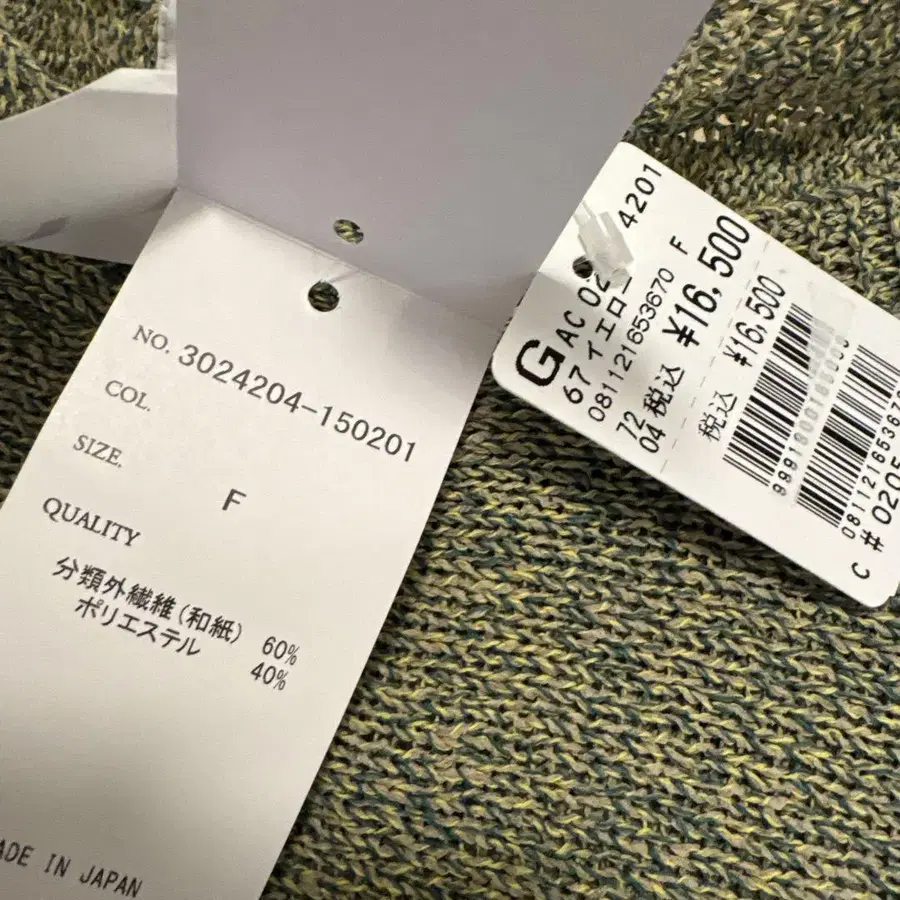 NO. 3024204-150201
COL.
SIZE.
F
QUALITY
分類外繊維(和紙) 60%
ポリエステル 40%
ADE IN JAPAN
G
AC 02 4201
67 イエロー F
0811216 53670
72
04 税込 ¥16,500
税込 ¥16,500
C # 0205